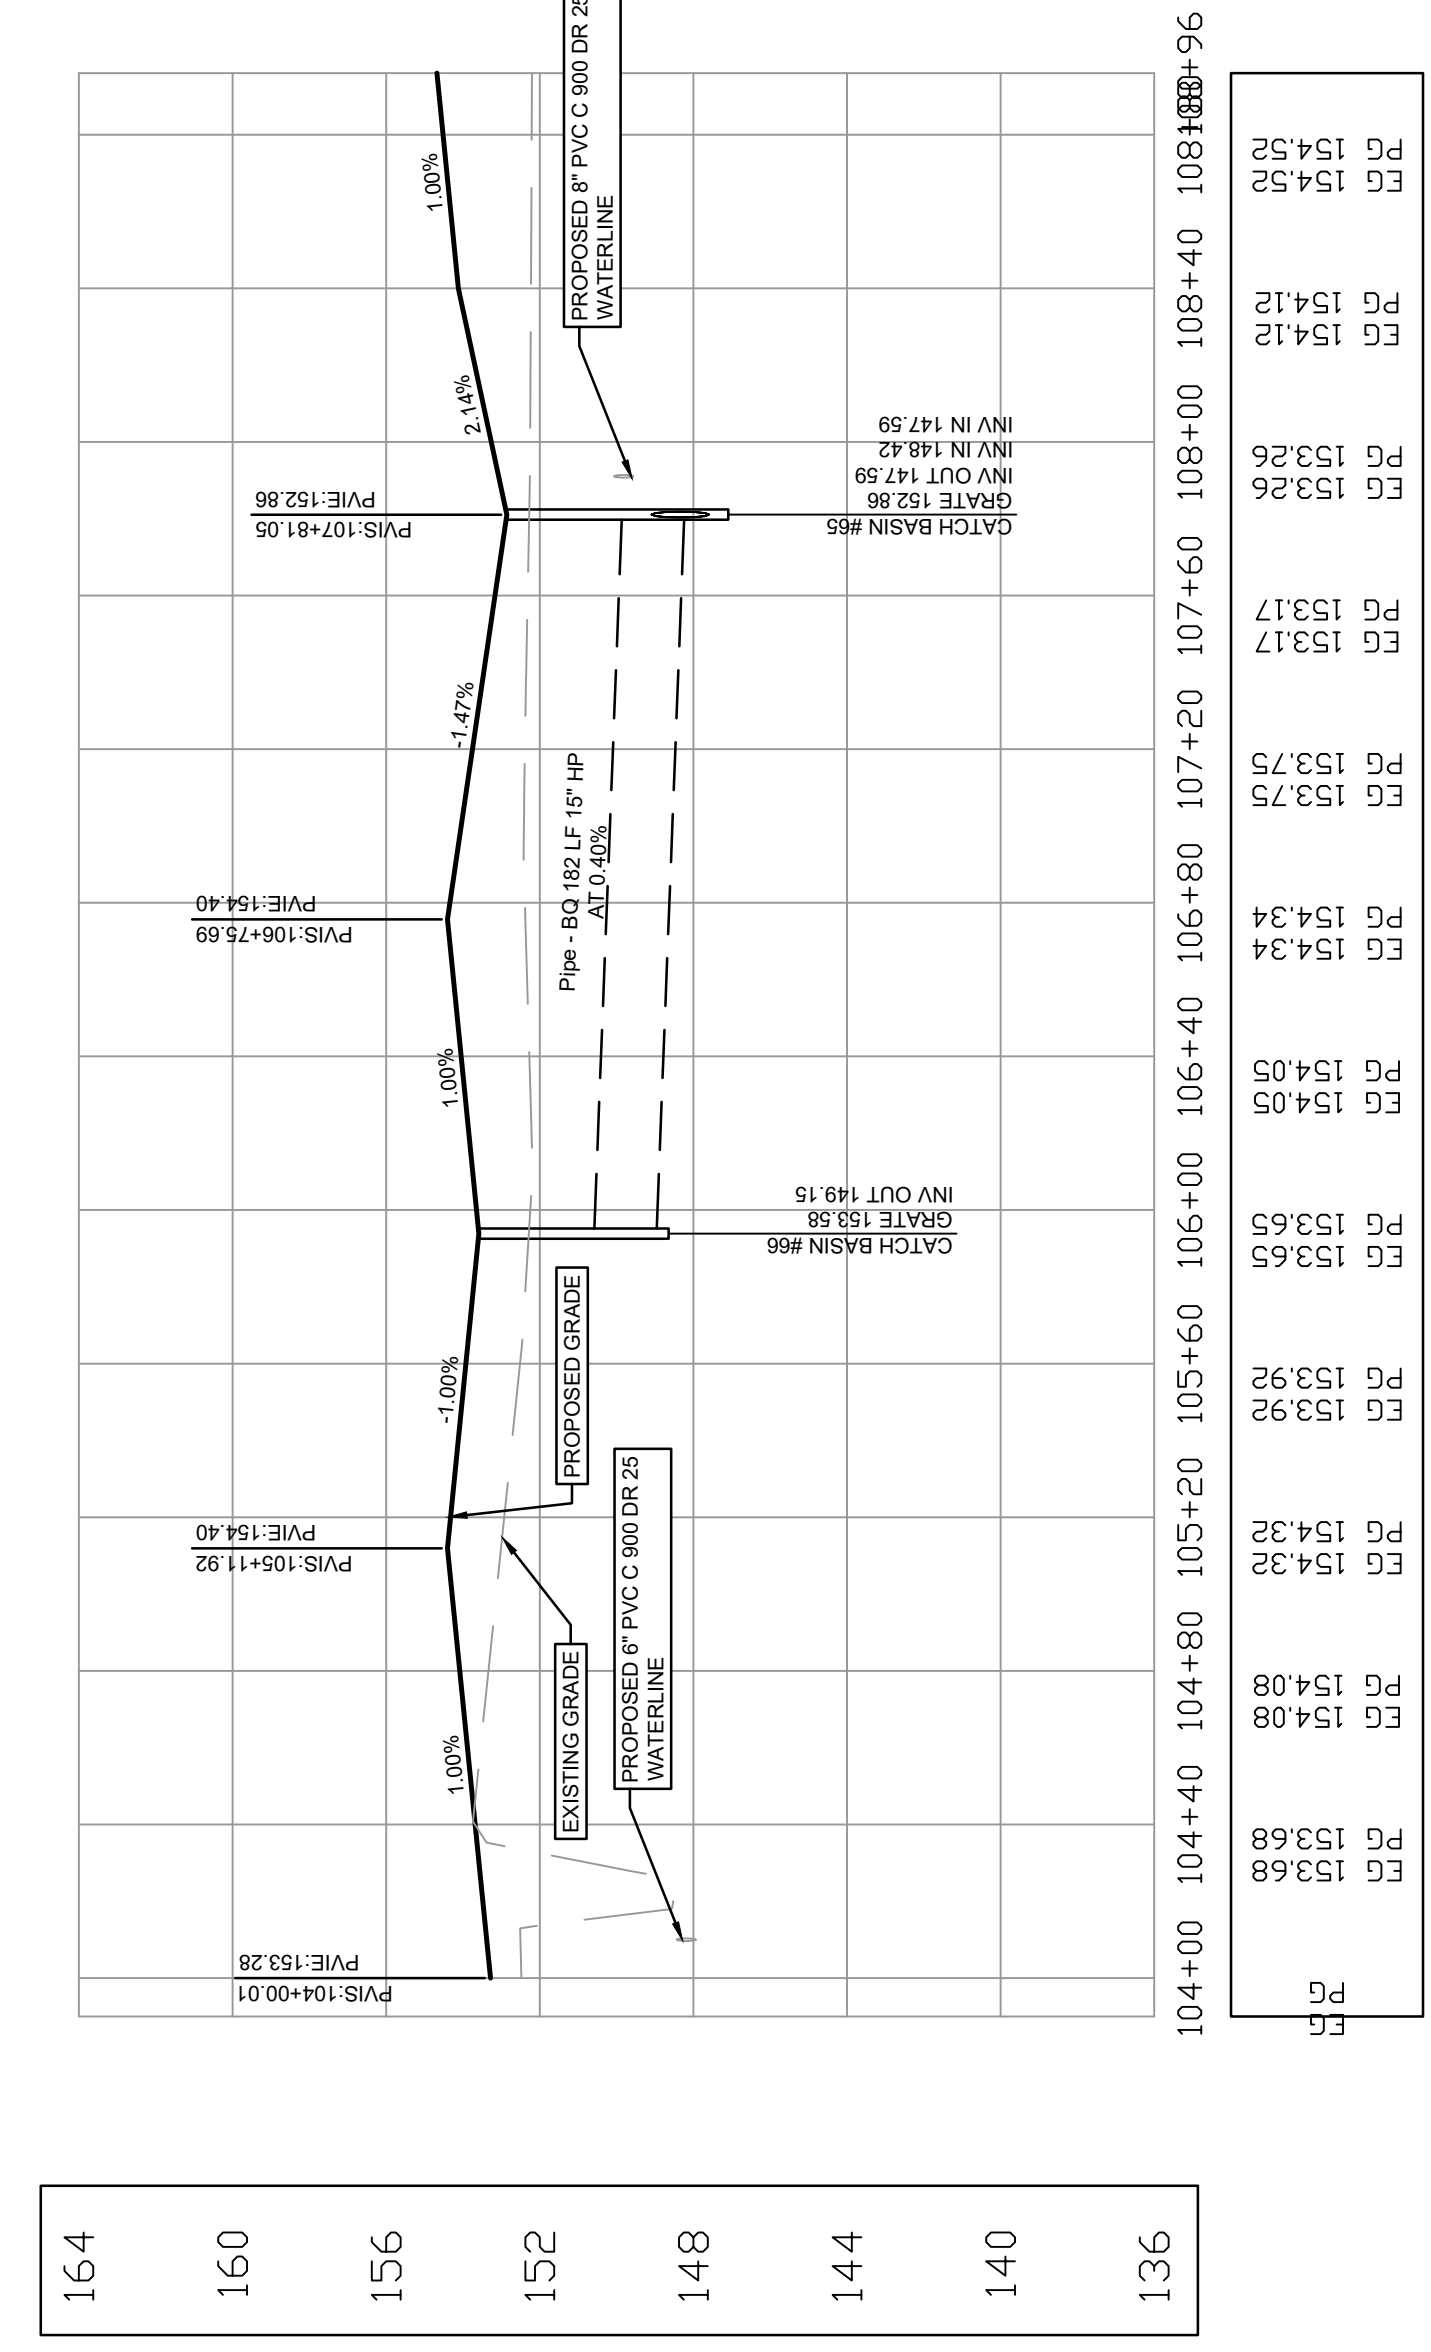 PVIS:104+00.01
PVIE:153.28
1.00%
PVIS:105+11.92
PVIE:154.40
-1.00%
1.00%
PVIS:106+75.69
PVIE:154.40
-1.47%
PVIS:107+81.05
PVIE:152.86
2.14%
1.00%
EXISTING GRADE
PROPOSED GRADE
PROPOSED 6" PVC C 900 DR 25
WATERLINE
Pipe - BQ 182 LF 15" HP
AT 0.40%
PROPOSED 8" PVC C 900 DR 25
WATERLINE
CATCH BASIN #66
GRATE 153.58
INV OUT 149.15
CATCH BASIN #65
GRATE 152.86
INV OUT 147.59
INV IN 148.42
INV IN 147.59
164
160
156
152
148
144
140
136
104+00
104+40
104+80
105+20
105+60
106+00
106+40
106+80
107+20
107+60
108+00
108+40
EG
PG
EG 153.68
PG 153.68
EG 154.08
PG 154.08
EG 154.32
PG 154.32
EG 153.92
PG 153.92
EG 153.65
PG 153.65
EG 154.05
PG 154.05
EG 154.34
PG 154.34
EG 153.75
PG 153.75
EG 153.17
PG 153.17
EG 153.26
PG 153.26
EG 154.12
PG 154.12
EG 154.52
PG 154.52